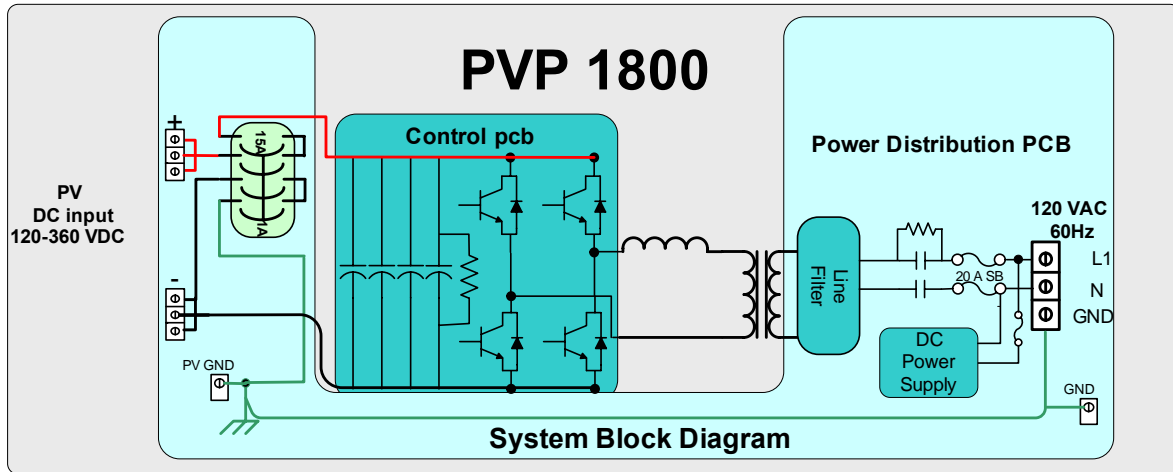 PVP 1800
Control pcb
Power Distribution PCB
+
15A
1A
-
PV
DC input
120-360 VDC
PV GND
Line
Filter
20 A SB
120 VAC
60Hz
L1
N
GND
DC
Power
Supply
GND
System Block Diagram